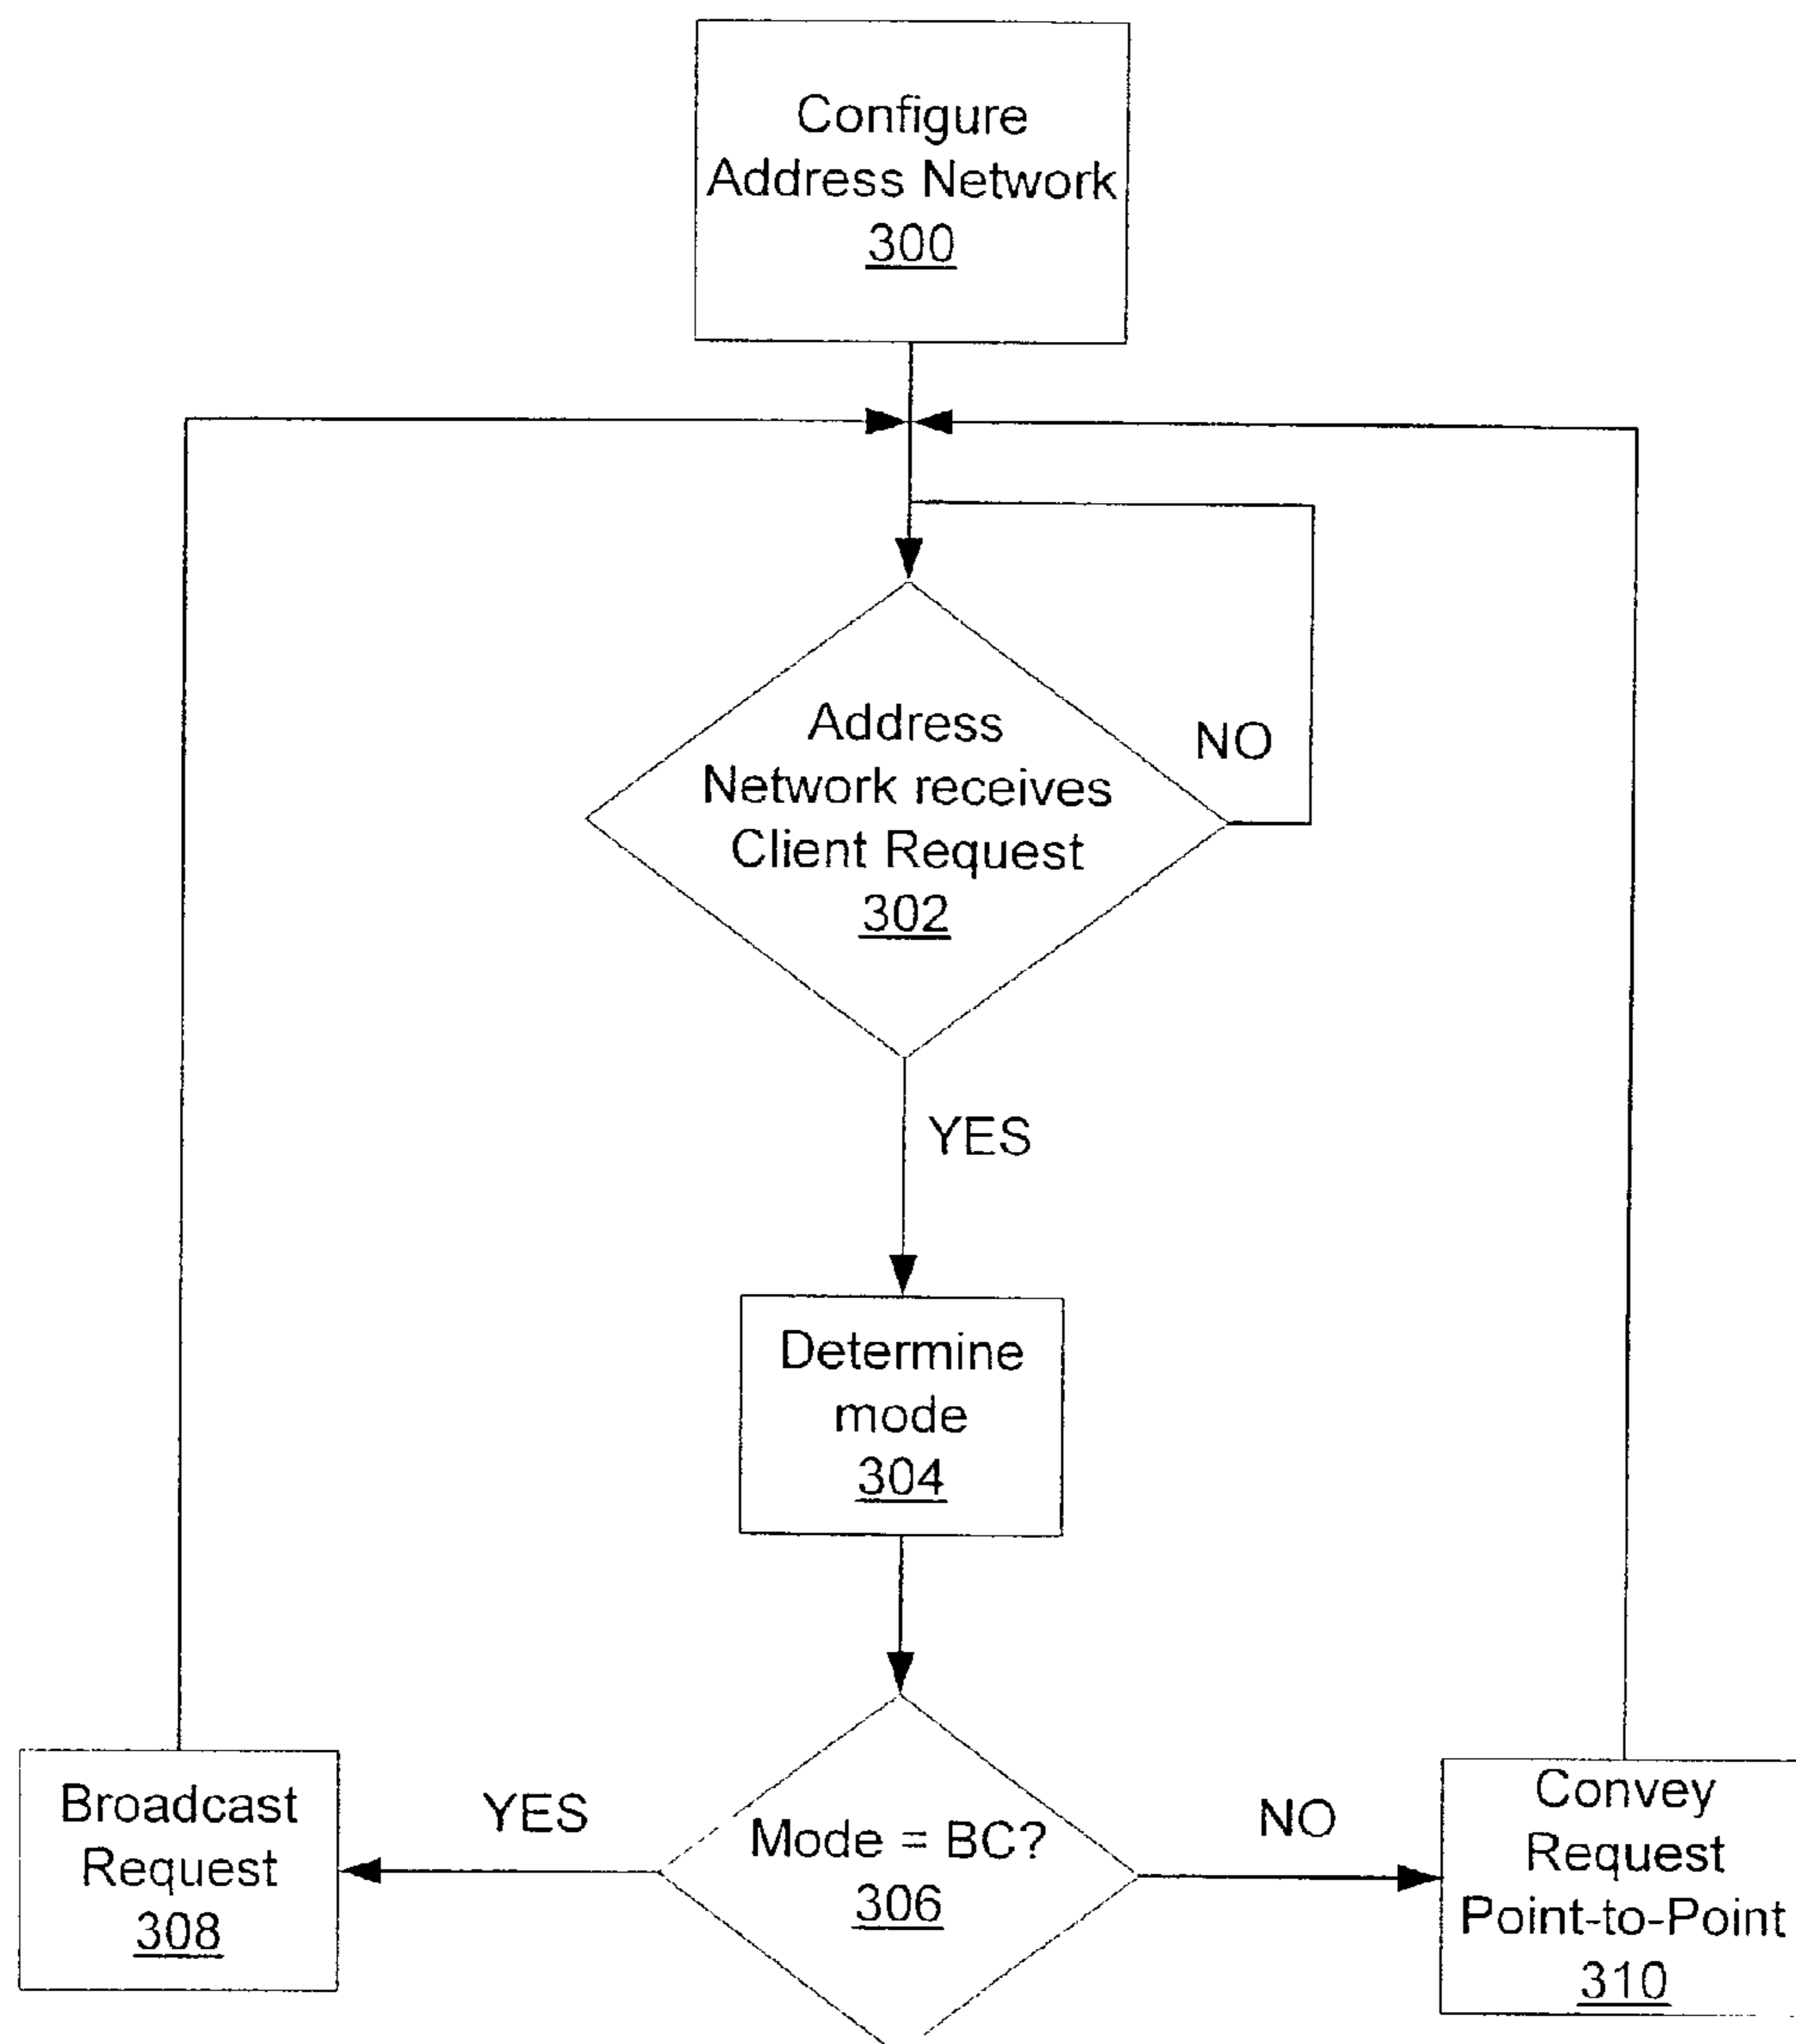 Configure
Address Network
300
Address
Network receives
Client Request
302
NO
YES
Determine
mode
304
Broadcast
Request
308
YES
Mode = BC?
306
NO
Convey
Request
Point-to-Point
310